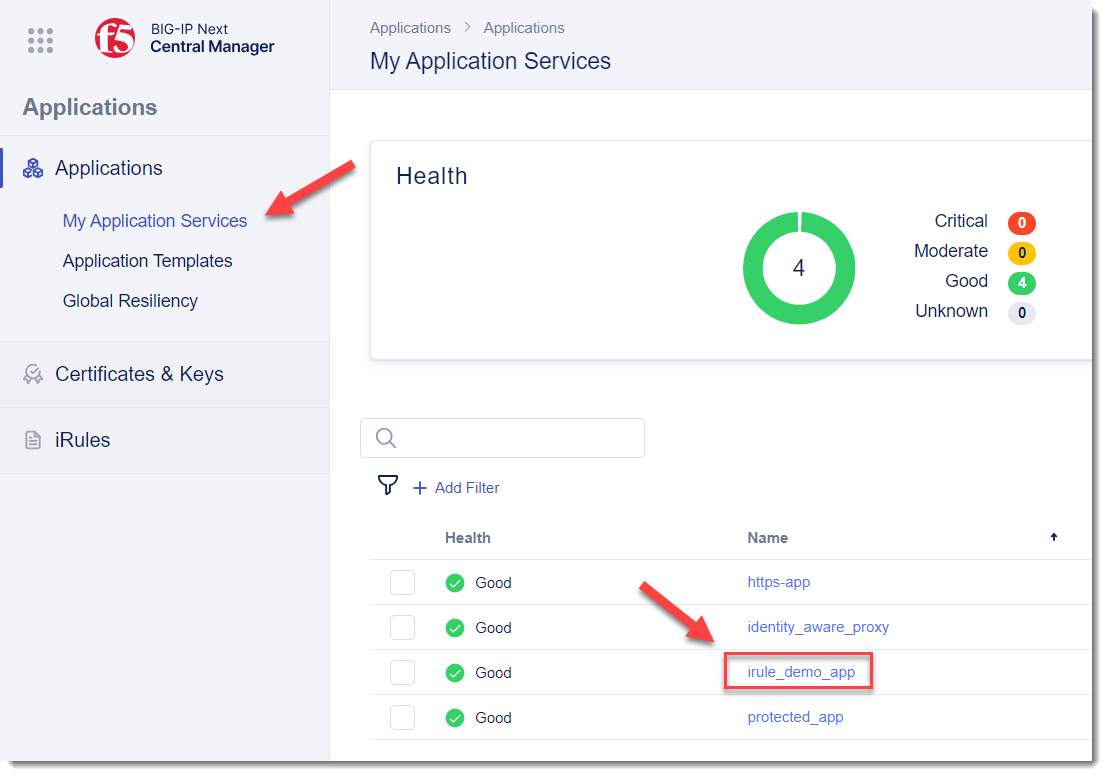 f5
BIG-IP Next
Central Manager
Applications
Applications
My Application Services
Application Templates
Global Resiliency
Certificates & Keys
iRules
Applications > Applications
My Application Services
Health
4
Critical 0
Moderate 0
Good 4
Unknown 0
+ Add Filter
Health Name
Good https-app
Good identity_aware_proxy
Good irule_demo_app
Good protected_app